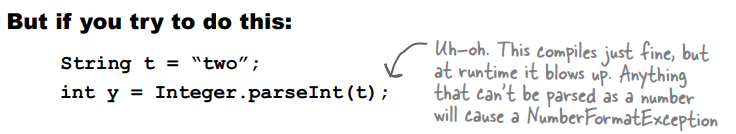 But if you try to do this:
String t = “two”;
int y = Integer.parseInt(t);
Uh-oh. This compiles just fine, but
at runtime it blows up. Anything
that can't be parsed as a number
will cause a NumberFormatException